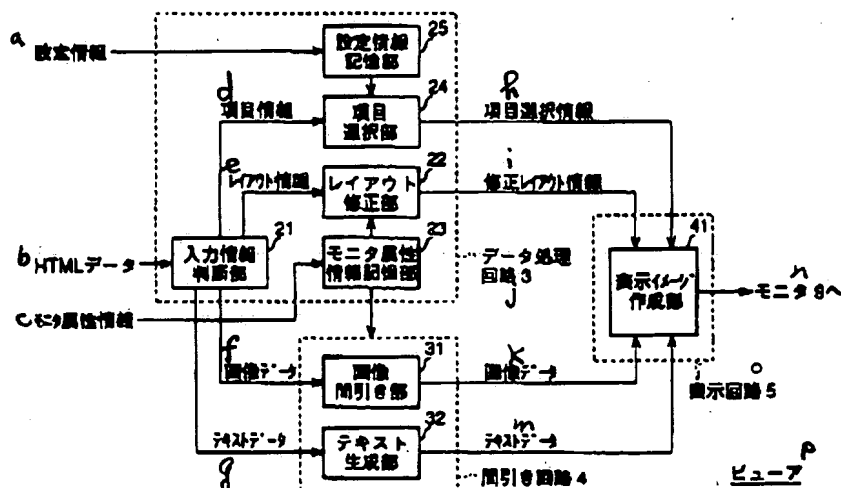 a 設定情報
設定情報
記憶部
25
d
項目情報
項目
選択部
24
h
項目選択情報
e
レイアウト情報
レイアウト
修正部
22
i
修正レイアウト情報
b HTMLデータ
入力情報
判断部
21
モニタ属性
情報記憶部
23
データ処理
回路3
j
表示イメージ
作成部
41
n
モニタ9へ
c モニタ属性情報
f
画像データ
画像
間引き部
31
k
画像データ
o
表示回路5
テキストデータ
g
テキスト
生成部
32
m
テキストデータ
間引き回路4
p
ビューア